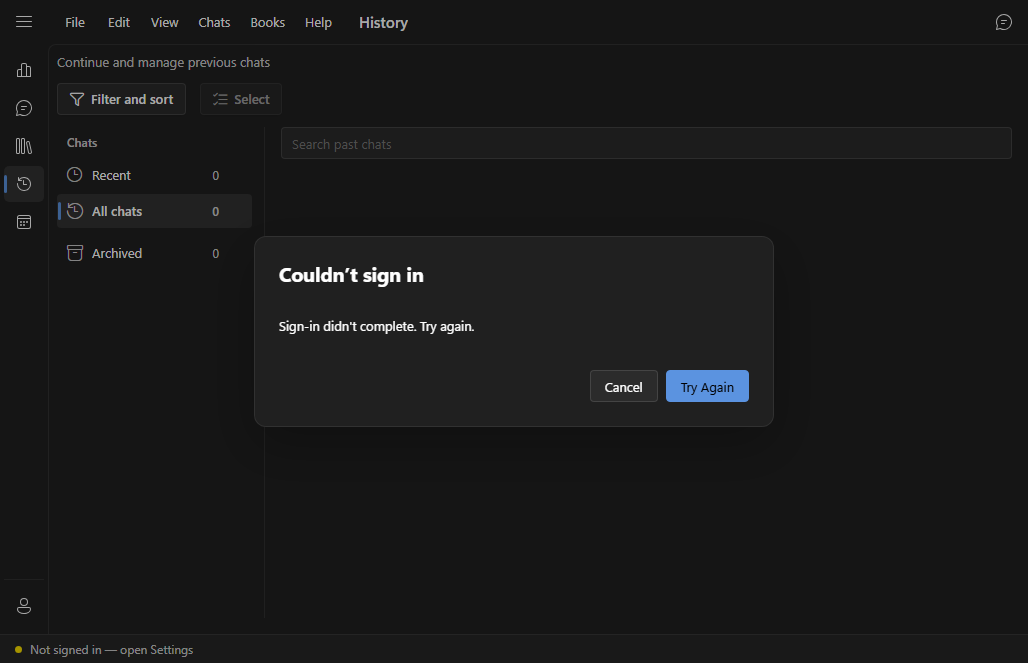 File Edit View Chats Books Help History
Continue and manage previous chats
Filter and sort Select
Chats
Search past chats
Recent 0
All chats 0
Archived 0
Couldn’t sign in
Sign-in didn't complete. Try again.
Cancel Try Again
Not signed in — open Settings